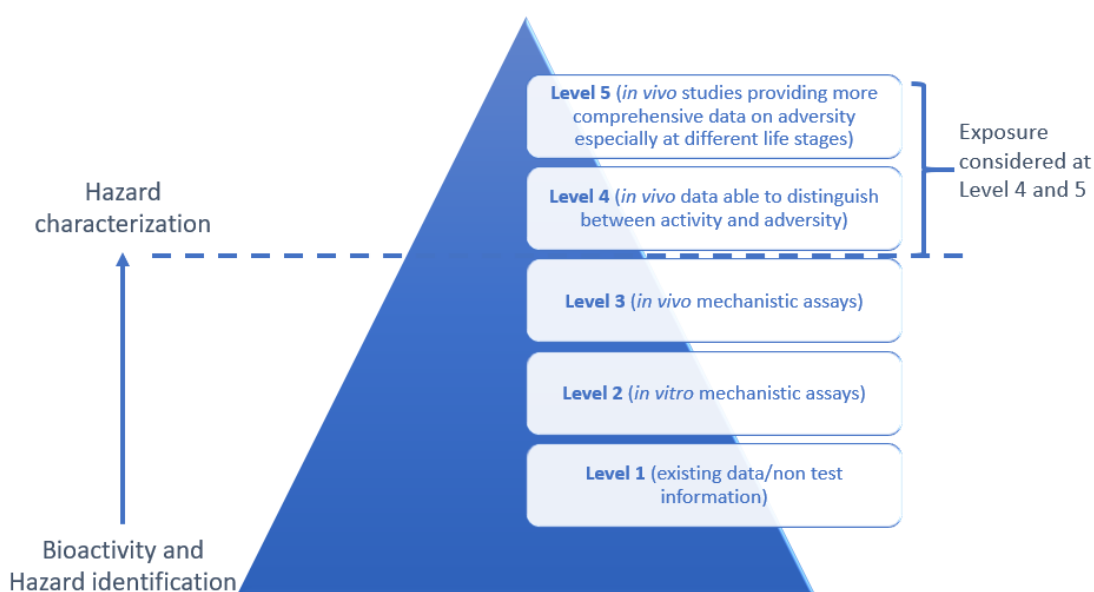 Level 5 (in vivo studies providing more
comprehensive data on adversity
especially at different life stages)
Exposure
considered at
Level 4 and 5
Hazard
characterization
Level 4 (in vivo data able to distinguish
between activity and adversity)
Level 3 (in vivo mechanistic assays)
Level 2 (in vitro mechanistic assays)
Level 1 (existing data/non test
information)
Bioactivity and
Hazard identification